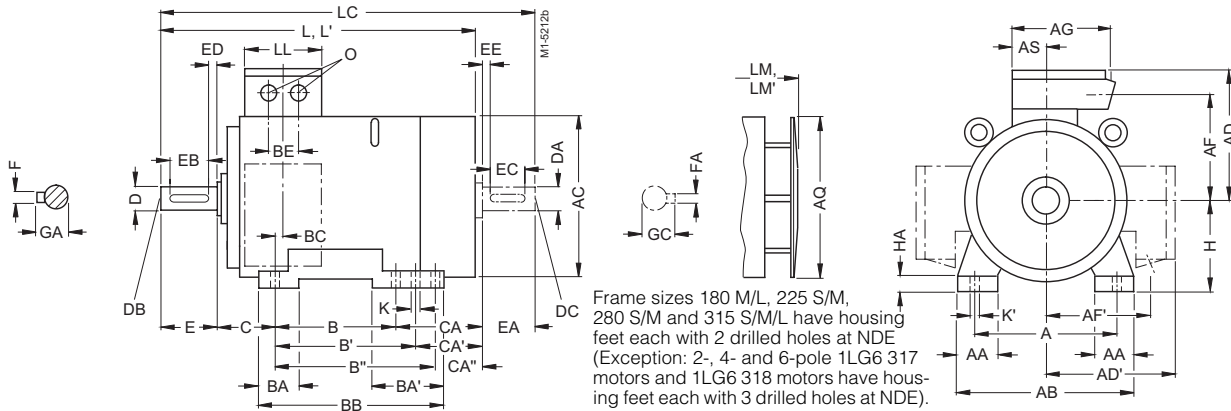 LC
L, L'
M1-5212b
AG
ED
LL
O
EE
AS
LM,
LM'
AD
AF
BE
EB
EC
DA
F
D
AC
FA
AQ
GA
BC
GC
HA
H
DB
K
DC
E
C
B
CA
EA
K'
AF'
B'
CA'
A
B"
CA"
AA
AA
AD'
BA
BA'
BB
AB
Frame sizes 180 M/L, 225 S/M,
280 S/M and 315 S/M/L have housing
feet each with 2 drilled holes at NDE
(Exception: 2-, 4- and 6-pole 1LG6 317
motors and 1LG6 318 motors have hous-
ing feet each with 3 drilled holes at NDE).